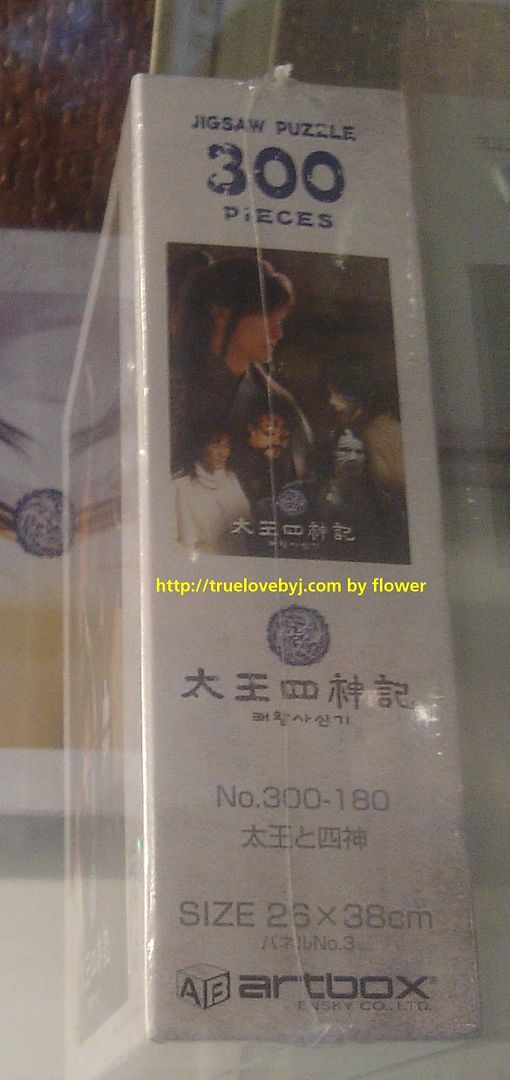 JIGSAW PUZZLE
300
PiECES
太王四神記
http://truelovebyj.com by flower
太王四神記
태왕사신기
No.300-180
太王と四神
SIZE 26×38cm
パネルNo.3
AB artbox
ENSKY CO.,LTD.